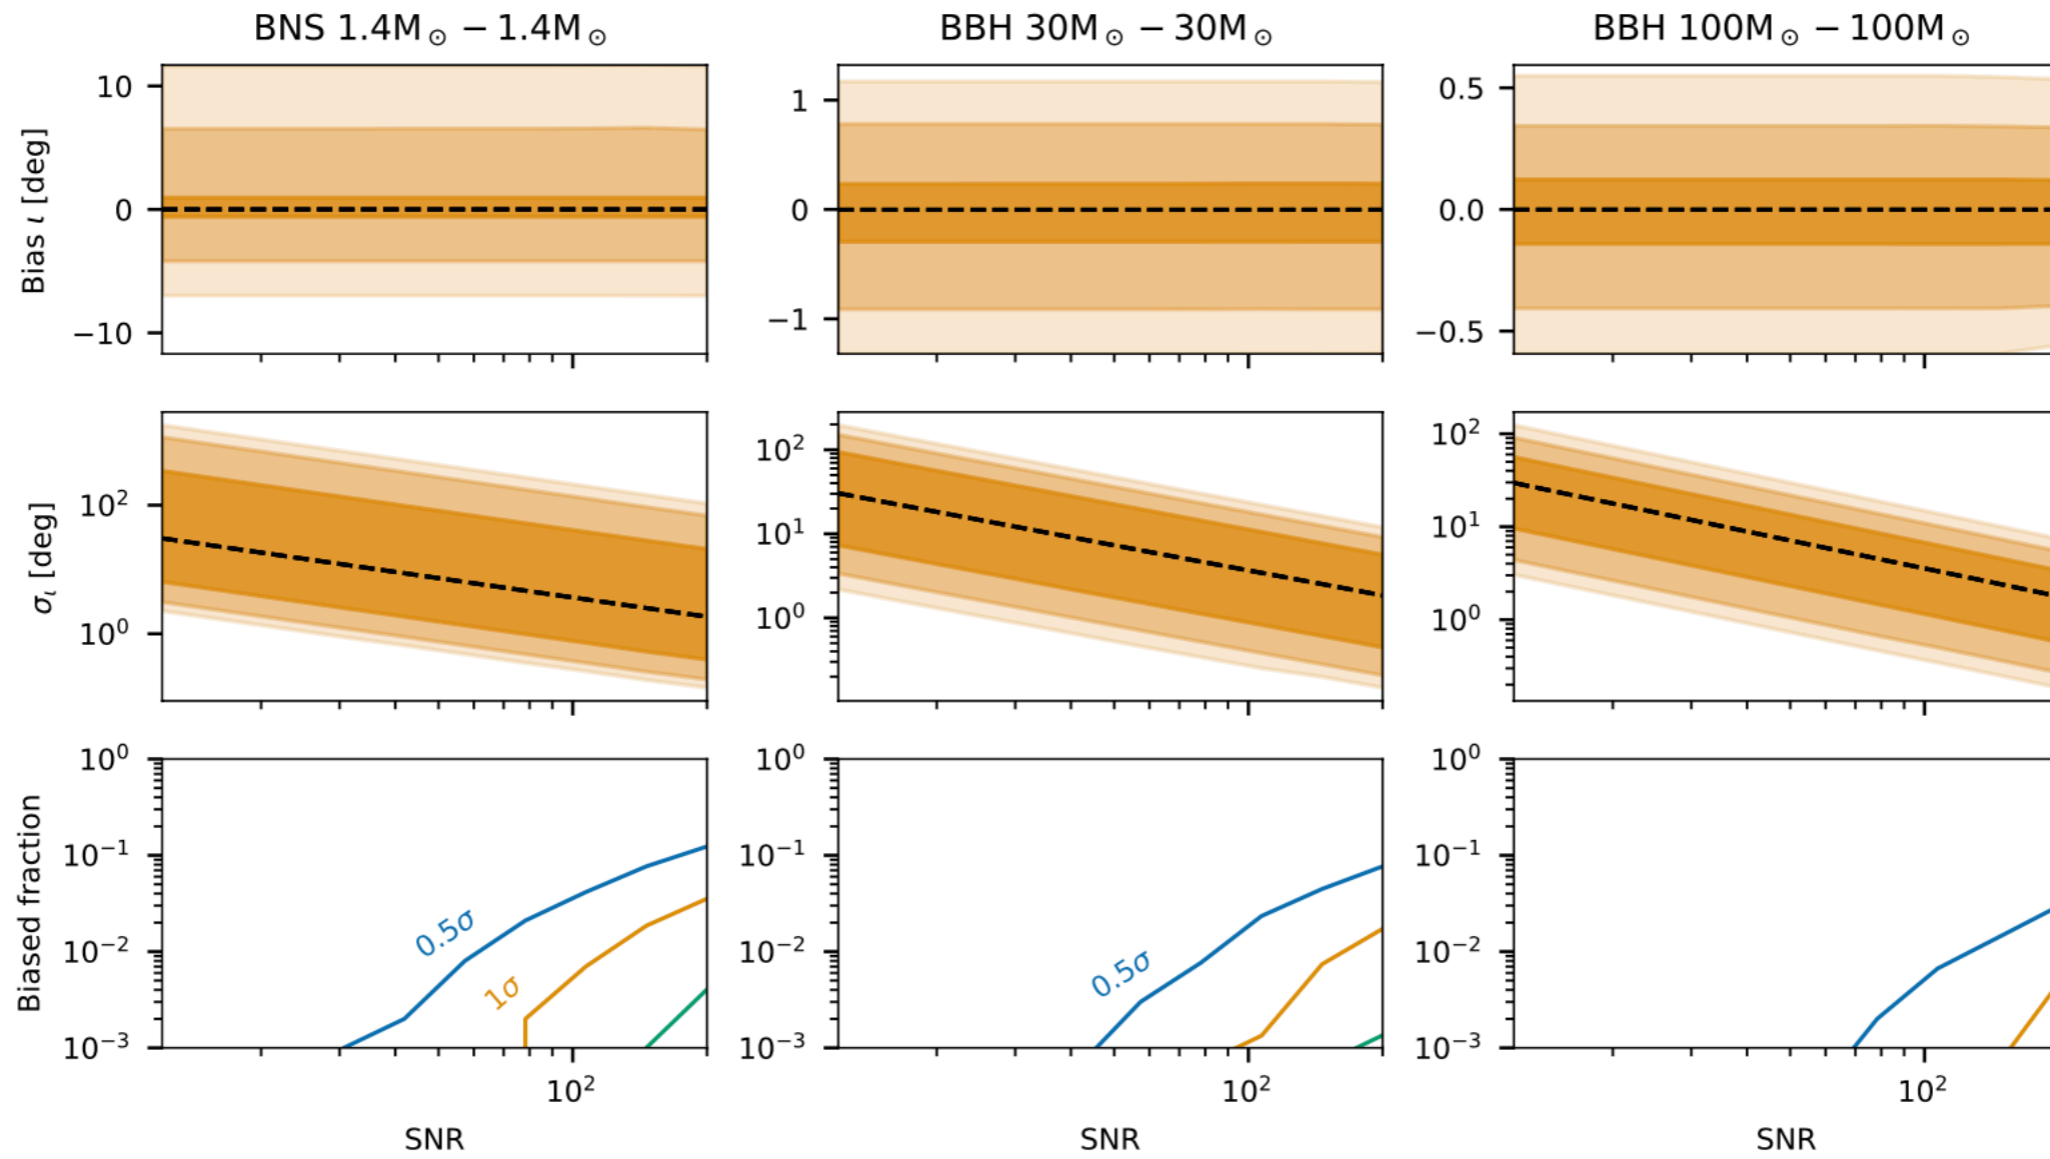 BNS 1.4M⊙ − 1.4M⊙
BBH 30M⊙ − 30M⊙
BBH 100M⊙ − 100M⊙
Bias ι [deg]
10
0
−10
1
0
−1
0.5
0.0
−0.5
σι [deg]
10²
10⁰
10²
10¹
10⁰
10²
10¹
10⁰
Biased fraction
10⁰
10⁻¹
10⁻²
10⁻³
0.5σ
1σ
10⁰
10⁻¹
10⁻²
10⁻³
0.5σ
10⁰
10⁻¹
10⁻²
10⁻³
10²
10²
10²
SNR
SNR
SNR